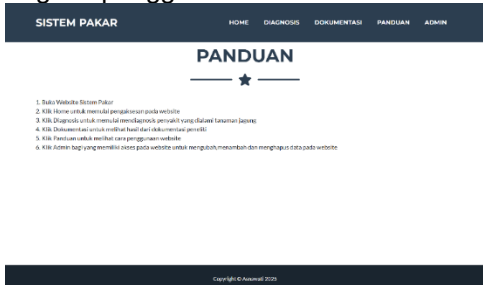 SISTEM PAKAR
HOME DIAGNOSIS DOKUMENTASI PANDUAN ADMIN
PANDUAN
1. Buka Website Sistem Pakar
2. Klik Home untuk memulai pengaksesan pada website
3. Klik Diagnosis untuk memulai mendiagnosis penyakit yang dialami tanaman jagung
4. Klik Dokumentasi untuk melihat hasil dari dokumentasi peneliti
5. Klik Panduan untuk melihat cara penggunaan website
6. Klik Admin bagi yang memiliki akses pada website untuk mengubah, menambah dan menghapus data pada website
Copyright © 2025